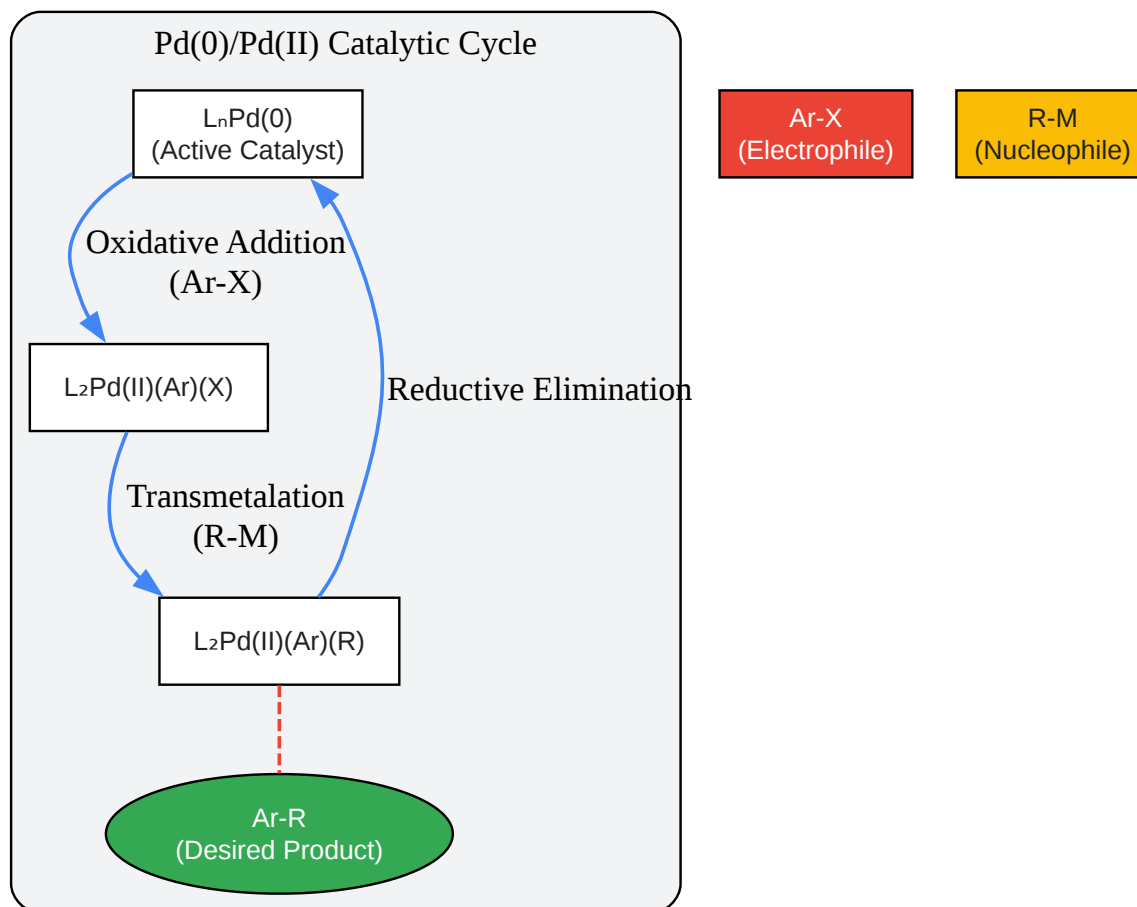 Pd(0)/Pd(II) Catalytic Cycle
LₙPd(0)
(Active Catalyst)
Ar-X
(Electrophile)
R-M
(Nucleophile)
Oxidative Addition
(Ar-X)
L₂Pd(II)(Ar)(X)
Reductive Elimination
Transmetalation
(R-M)
L₂Pd(II)(Ar)(R)
Ar-R
(Desired Product)